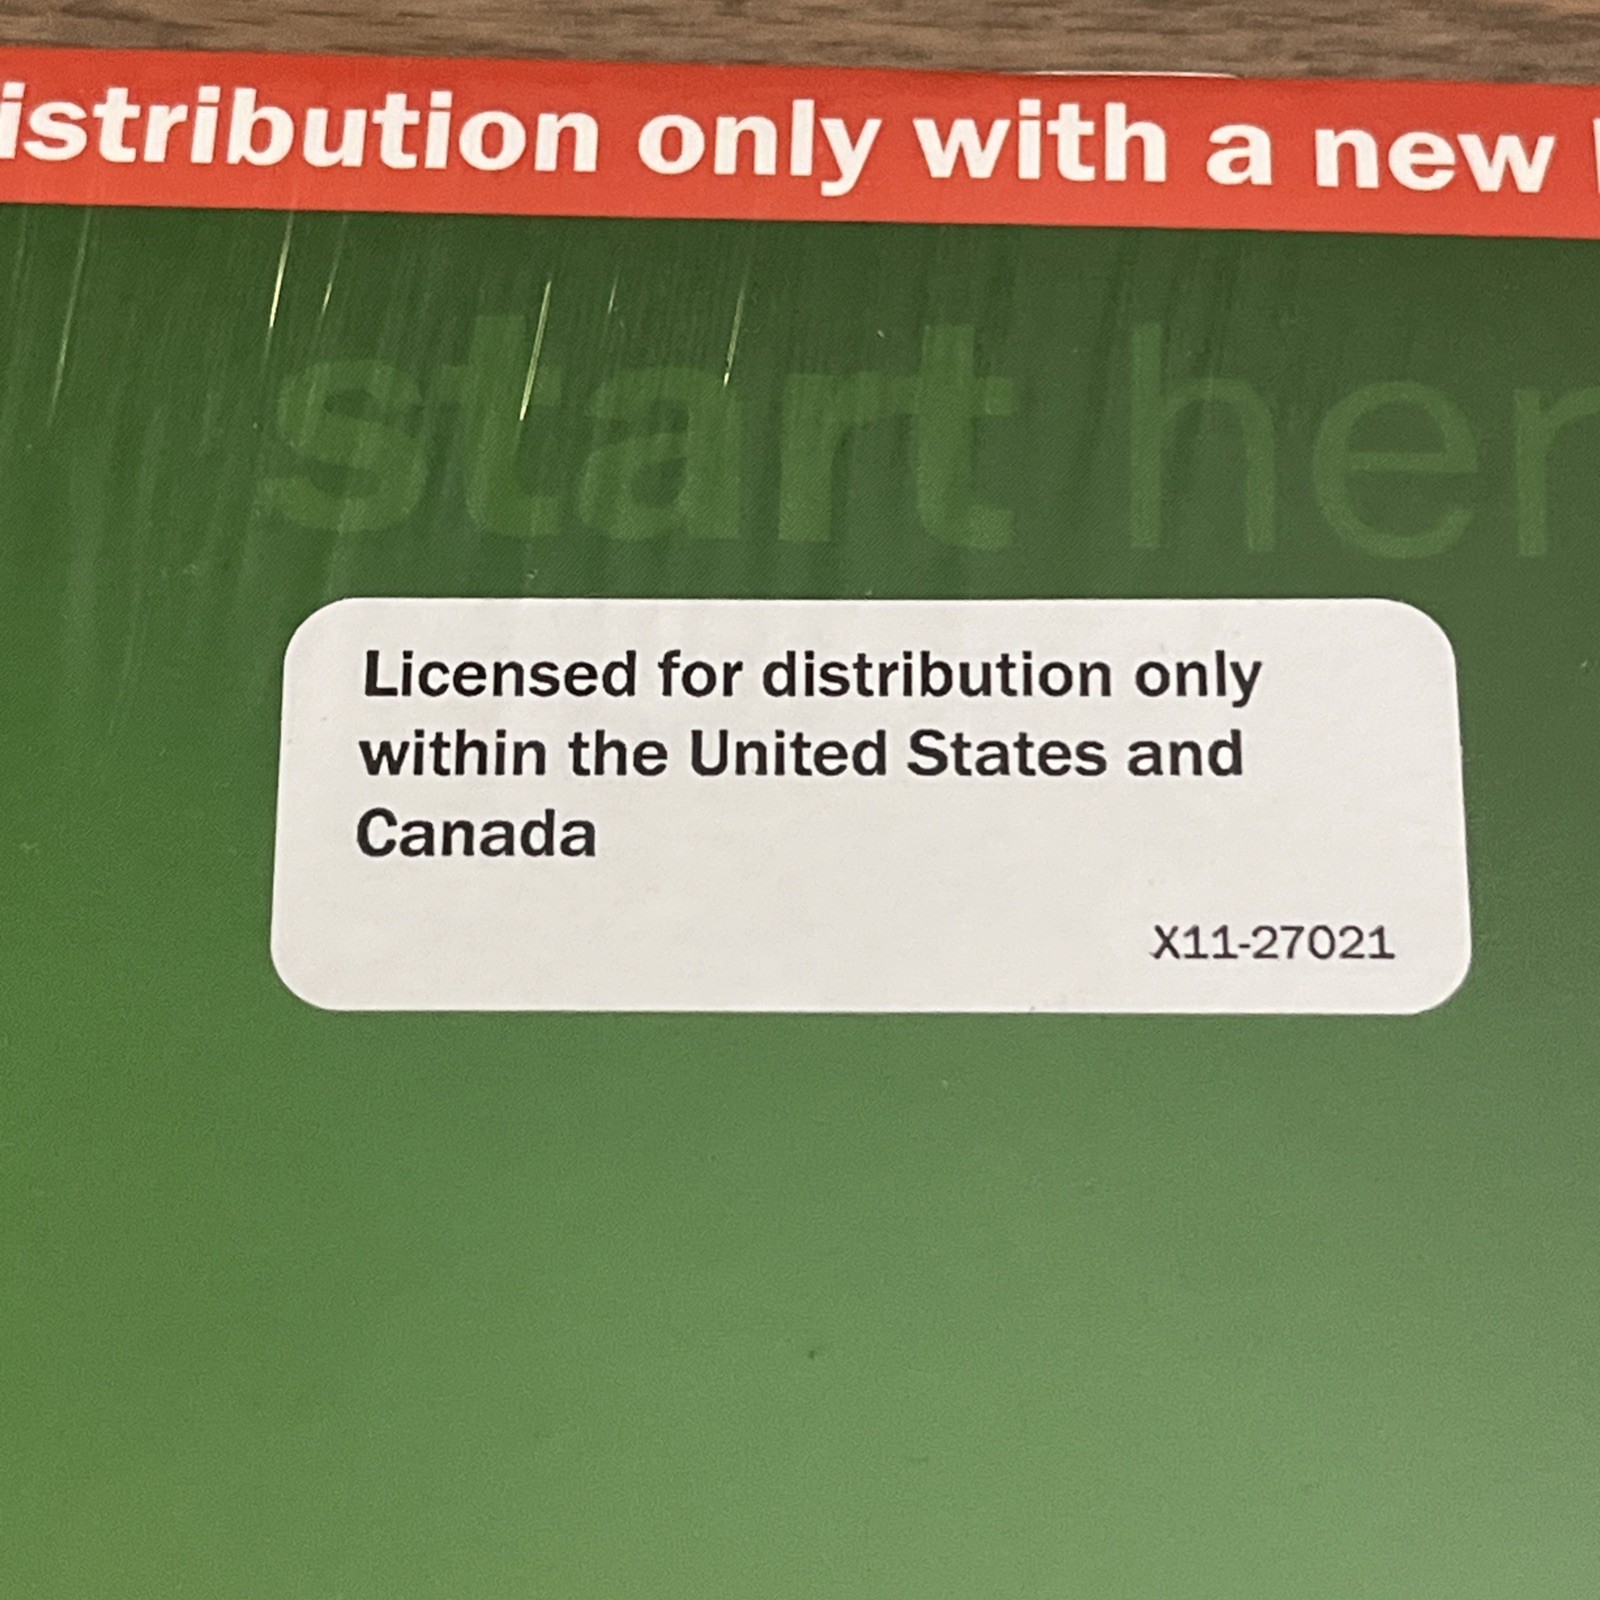 istribution only with a new
start her
Licensed for distribution only
within the United States and
Canada
X11-27021